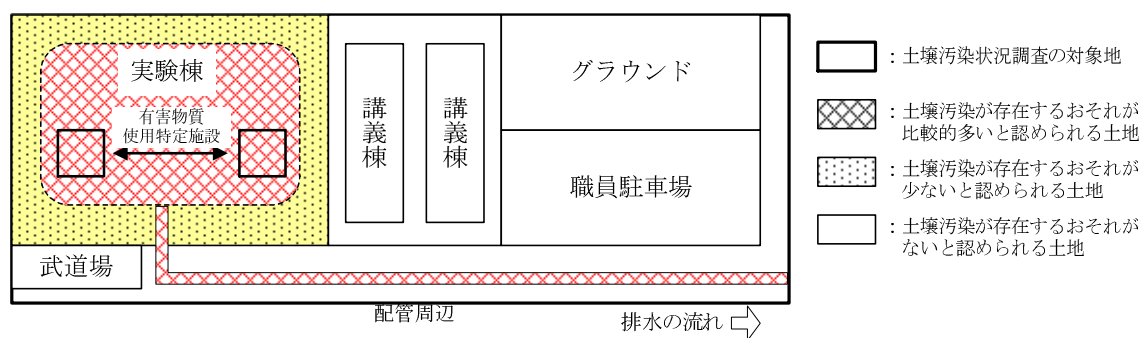 実験棟
有害物質
使用特定施設
講義棟
講義棟
グラウンド
職員駐車場
武道場
配管周辺
排水の流れ
：土壌汚染状況調査の対象地
：土壌汚染が存在するおそれが
比較的多いと認められる土地
：土壌汚染が存在するおそれが
少ないと認められる土地
：土壌汚染が存在するおそれが
ないと認められる土地